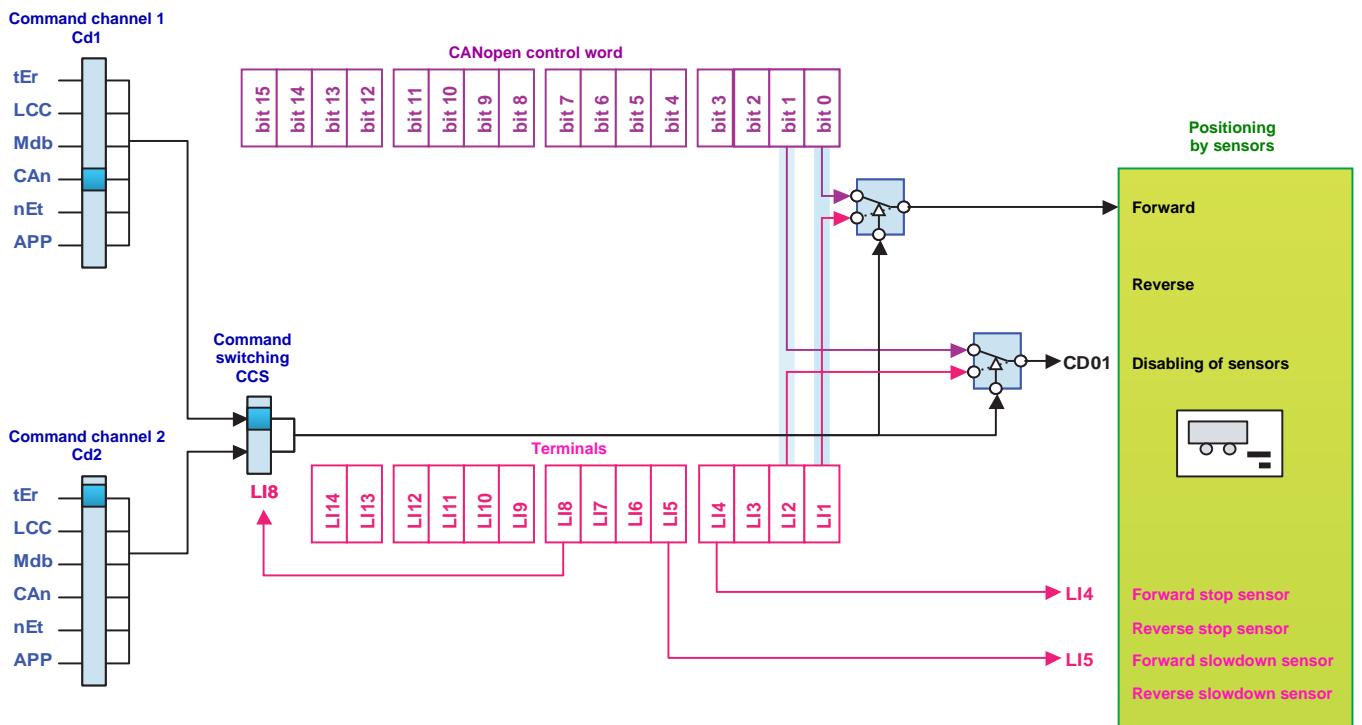 Command channel 1
Cd1
tEr
LCC
Mdb
CAn
nEt
APP
CANopen control word
bit 15
bit 14
bit 13
bit 12
bit 11
bit 10
bit 9
bit 8
bit 7
bit 6
bit 5
bit 4
bit 3
bit 2
bit 1
bit 0
Positioning
by sensors
Forward
Reverse
CD01
Disabling of sensors
Command
switching
CCS
LI8
Command channel 2
Cd2
tEr
LCC
Mdb
CAn
nEt
APP
Terminals
LI14
LI13
LI12
LI11
LI10
LI9
LI8
LI7
LI6
LI5
LI4
LI3
LI2
LI1
LI4
Forward stop sensor
Reverse stop sensor
LI5
Forward slowdown sensor
Reverse slowdown sensor